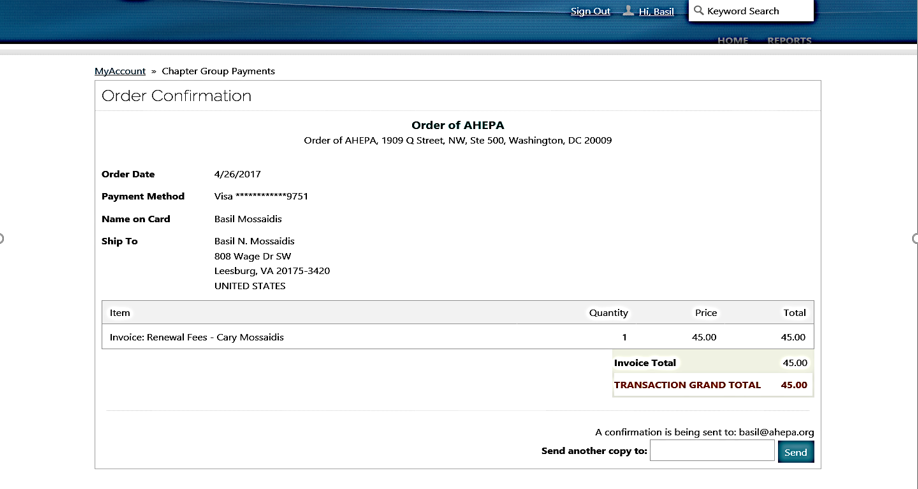 Sign Out Hi, Basil Keyword Search
HOME REPORTS
MyAccount » Chapter Group Payments
Order Confirmation
Order of AHEPA
Order of AHEPA, 1909 Q Street, NW, Ste 500, Washington, DC 20009
Order Date 4/26/2017
Payment Method Visa ************9751
Name on Card Basil Mossaidis
Ship To Basil N. Mossaidis
808 Wage Dr SW
Leesburg, VA 20175-3420
UNITED STATES
Item Quantity Price Total
Invoice: Renewal Fees - Cary Mossaidis 1 45.00 45.00
Invoice Total 45.00
TRANSACTION GRAND TOTAL 45.00
A confirmation is being sent to: basil@ahepa.org
Send another copy to: Send